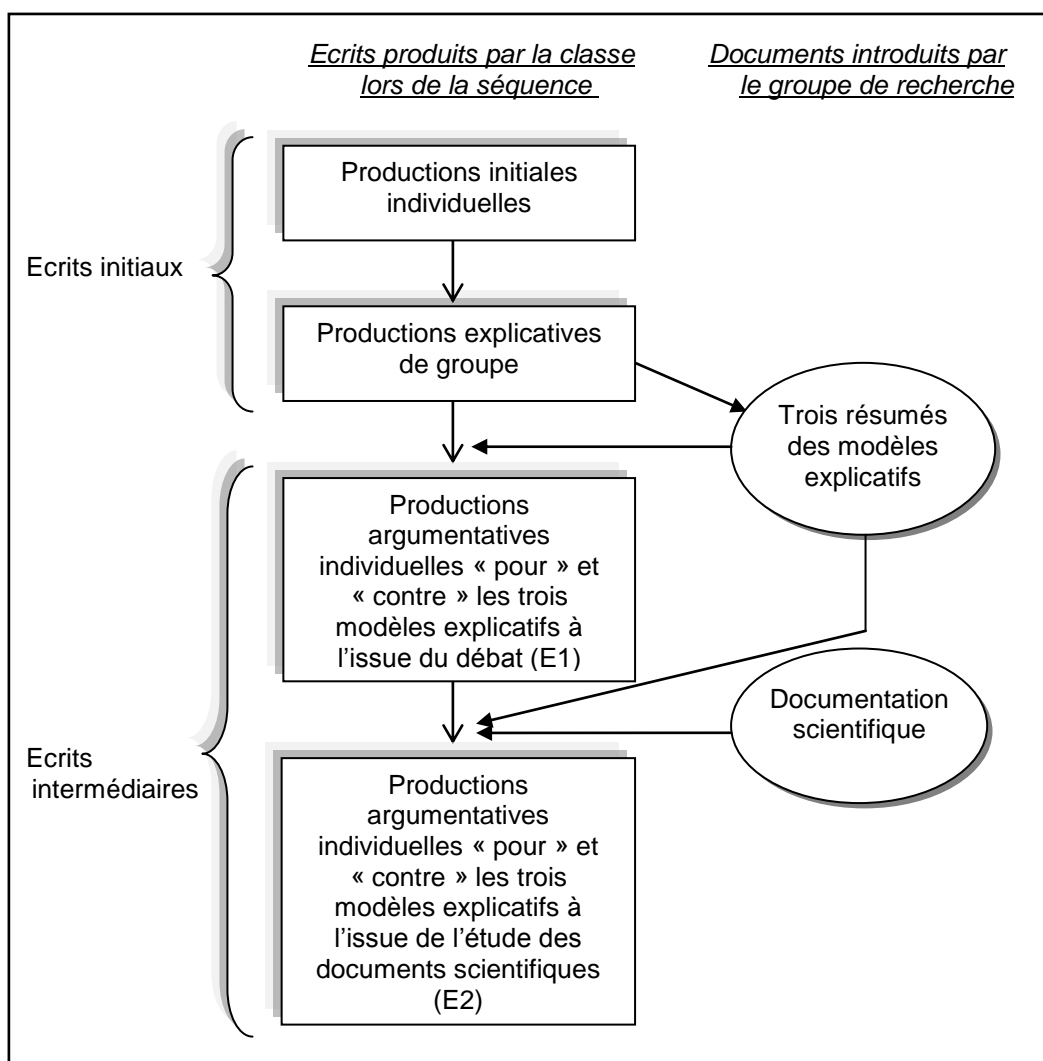 Ecrits produits par la classe
lors de la séquence
Documents introduits par
le groupe de recherche
Productions initiales
individuelles
Ecrits initiaux
Productions explicatives
de groupe
Trois résumés
des modèles
explicatifs
Productions
argumentatives
individuelles « pour » et
« contre » les trois
modèles explicatifs à
l’issue du débat (E1)
Documentation
scientifique
Ecrits
intermédiaires
Productions
argumentatives
individuelles « pour » et
« contre » les trois
modèles explicatifs à
l’issue de l’étude des
documents scientifiques
(E2)